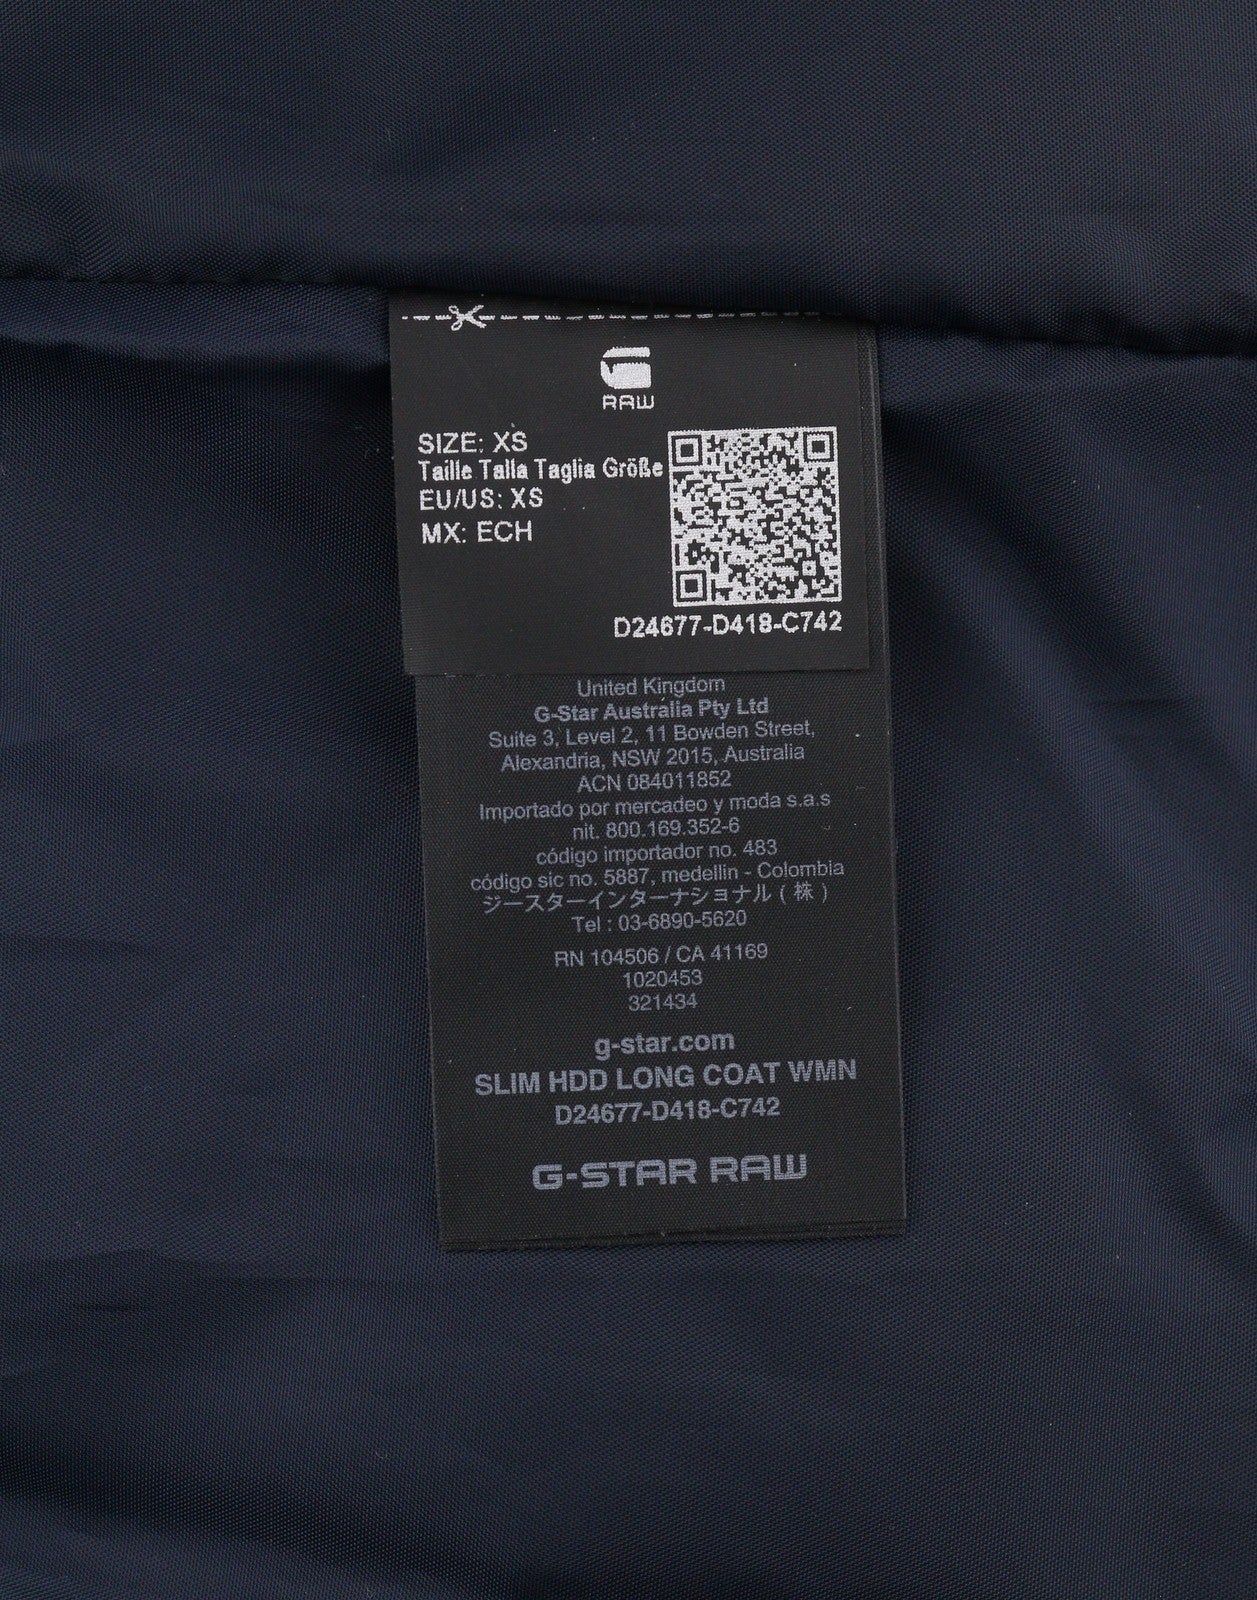 RAW
SIZE: XS
Taille Talla Taglia Größe
EU/US: XS
MX: ECH
D24677-D418-C742
United Kingdom
G-Star Australia Pty Ltd
Suite 3, Level 2, 11 Bowden Street,
Alexandria, NSW 2015, Australia
ACN 084011852
Importado por mercadeo y moda s.a.s
nit. 800.169.352-6
código importador no. 483
código sic no. 5887, medellin - Colombia
ジースターインターナショナル ( 株 )
Tel : 03-6890-5620
RN 104506 / CA 41169
1020453
321434
g-star.com
SLIM HDD LONG COAT WMN
D24677-D418-C742
G-STAR RAW